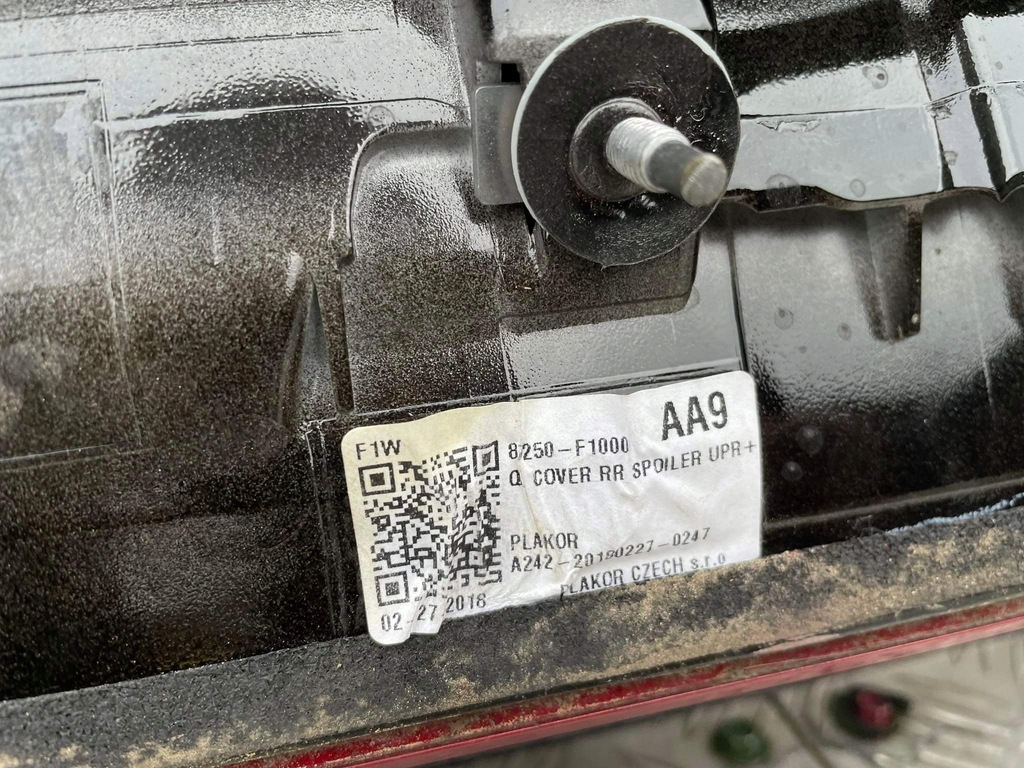 AA9
F1W
8250-F1000
Q COVER RR SPOILER UPR+
PLAKOR
A242-20180227-0247
PLAKOR CZECH s.r.o
02-27 2018